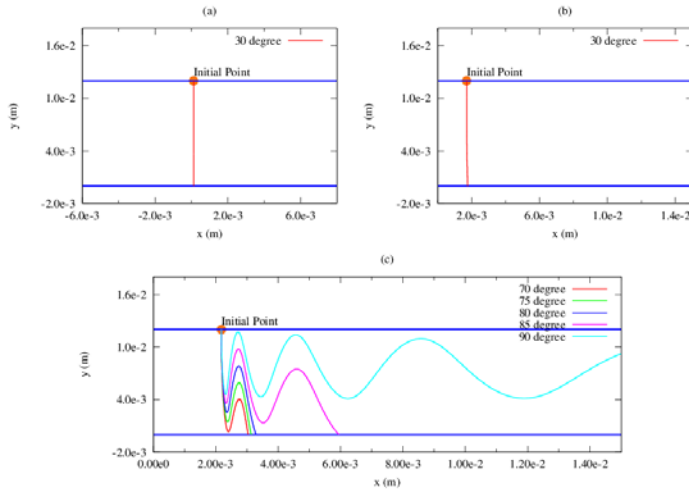 (a)
30 degree
Initial Point
1.6e-2
1.0e-2
4.0e-3
-2.0e-3
y (m)
-6.0e-3 -2.0e-3 2.0e-3 6.0e-3
x (m)
(b)
30 degree
Initial Point
1.6e-2
1.0e-2
4.0e-3
-2.0e-3
y (m)
2.0e-3 6.0e-3 1.0e-2 1.4e-2
x (m)
(c)
70 degree
75 degree
80 degree
85 degree
90 degree
Initial Point
1.6e-2
1.0e-2
4.0e-3
-2.0e-3
y (m)
0.00e0 2.00e-3 4.00e-3 6.00e-3 8.00e-3 1.00e-2 1.20e-2 1.40e-2
x (m)